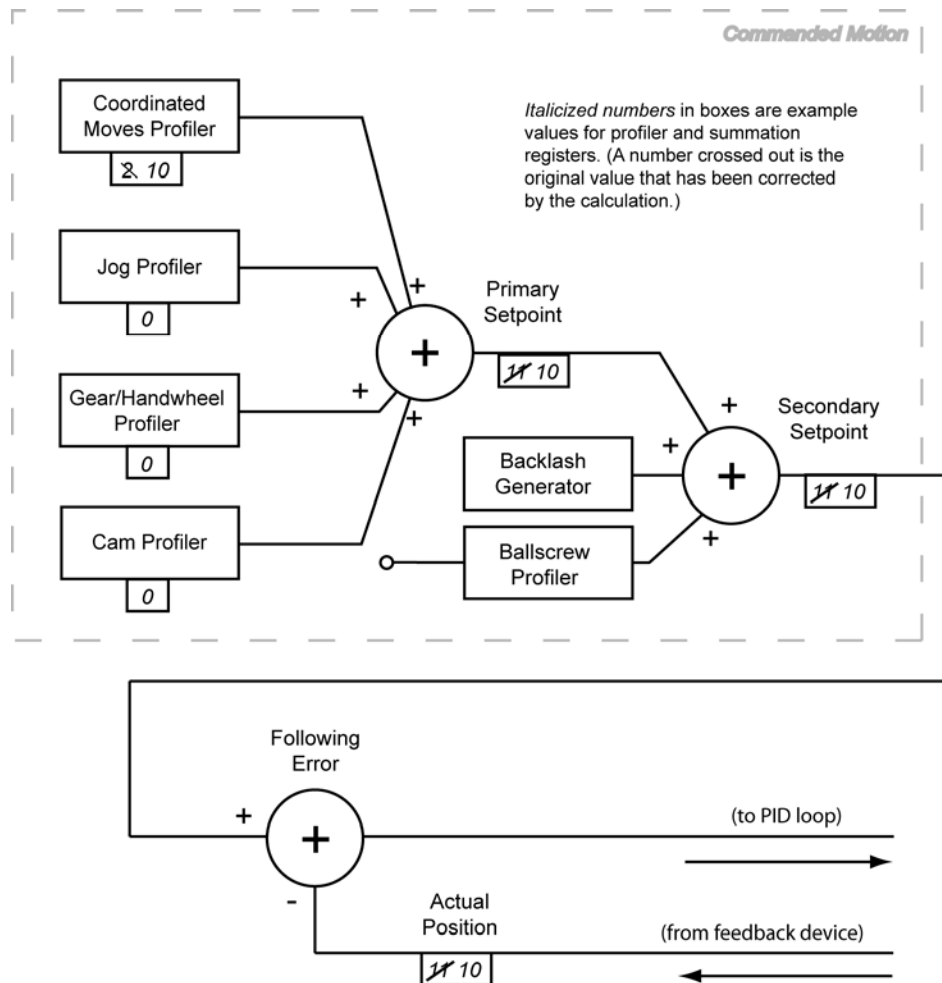 Commanded Motion
Coordinated
Moves Profiler
2 10
Italicized numbers in boxes are example
values for profiler and summation
registers. (A number crossed out is the
original value that has been corrected
by the calculation.)
Jog Profiler
0
+
+
Primary
Setpoint
+
11 10
Gear/Handwheel
Profiler
0
+
+
+
Secondary
Setpoint
+
Backlash
Generator
+
11 10
Cam Profiler
0
Ballscrew
Profiler
+
Following
Error
+
+
(to PID loop)
-
Actual
Position
(from feedback device)
11 10